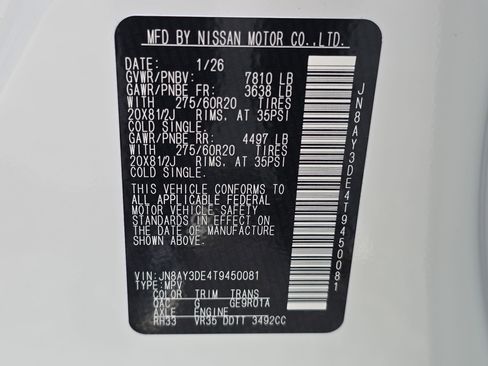 MFD BY NISSAN MOTOR CO.,LTD.
DATE: 1/26
GVWR/PNBV: 7810 LB
GAWR/PNBE FR: 3638 LB
WITH 275/60R20 TIRES
20X81/2J RIMS, AT 35PSI
COLD SINGLE.
GAWR/PNBE RR: 4497 LB
WITH 275/60R20 TIRES
20X81/2J RIMS, AT 35PSI
COLD SINGLE.
THIS VEHICLE CONFORMS TO
ALL APPLICABLE FEDERAL
MOTOR VEHICLE SAFETY
STANDARDS IN EFFECT ON
THE DATE OF MANUFACTURE
SHOWN ABOVE.
VIN: JN8AY3DE4T9450081
TYPE: MPV
COLOR TRIM TRANS
QAC G GE9R01A
AXLE ENGINE
RH33 VR35 DDTT 3492CC
JN8AY3DE4T9450081